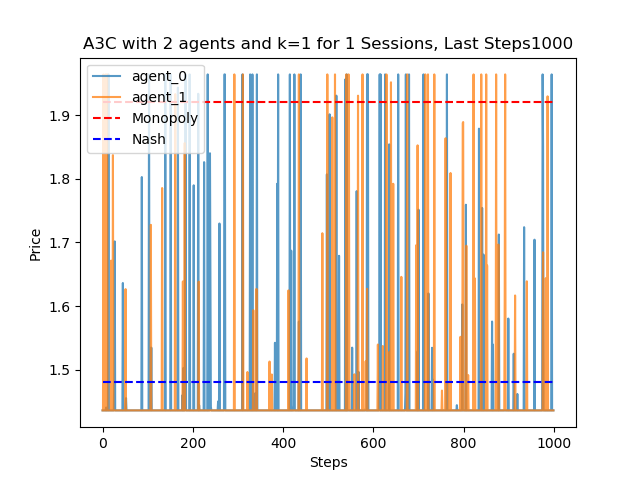 A3C with 2 agents and k=1 for 1 Sessions, Last Steps1000
agent_0
agent_1
Monopoly
Nash
Price
1.9
1.8
1.7
1.6
1.5
0 200 400 600 800 1000
Steps